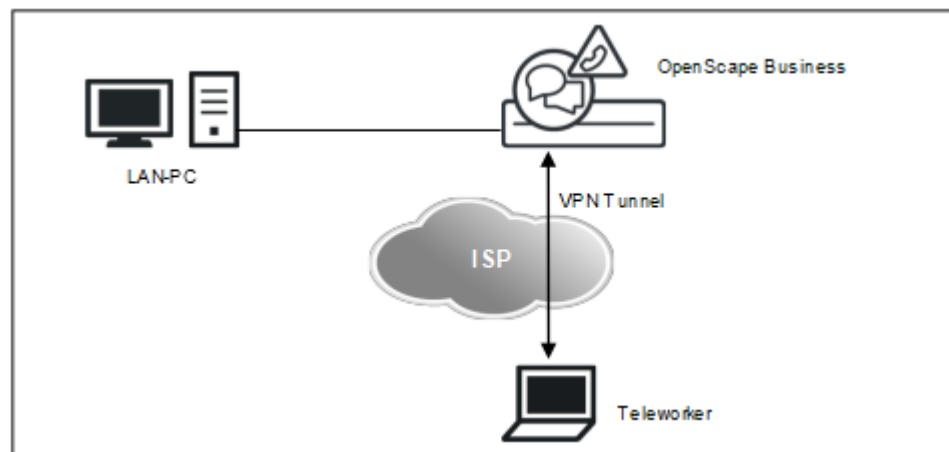 OpenScape Business
LAN-PC
VPN Tunnel
ISP
Teleworker